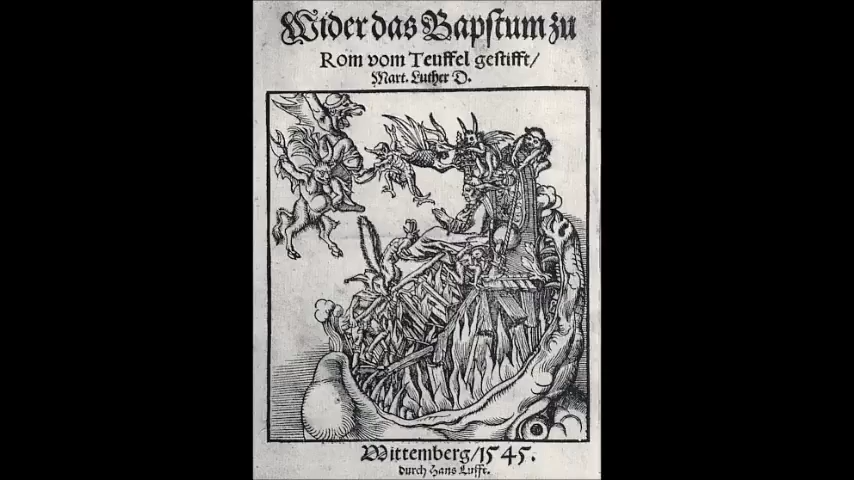 Wider das Bapstum zu
Rom vom Teuffel gestifft/
Mart. Luther D.
Wittemberg/1545.
durch Hans Lufft.